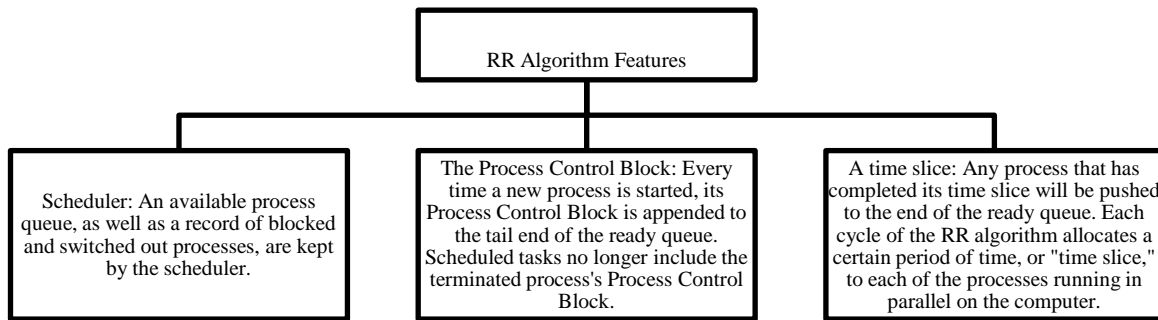 RR Algorithm Features
Scheduler: An available process
queue, as well as a record of blocked
and switched out processes, are kept
by the scheduler.
The Process Control Block: Every
time a new process is started, its
Process Control Block is appended to
the tail end of the ready queue.
Scheduled tasks no longer include the
terminated process's Process Control
Block.
A time slice: Any process that has
completed its time slice will be pushed
to the end of the ready queue. Each
cycle of the RR algorithm allocates a
certain period of time, or "time slice,"
to each of the processes running in
parallel on the computer.